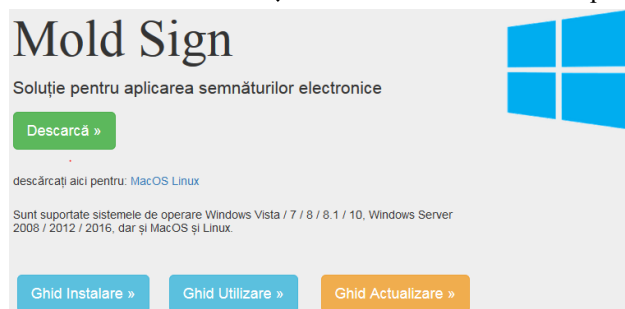 Mold Sign
Soluție pentru aplicarea semnăturilor electronice
Descarcă »
descărcați aici pentru: MacOS Linux
Sunt suportate sistemele de operare Windows Vista / 7 / 8 / 8.1 / 10, Windows Server
2008 / 2012 / 2016, dar și MacOS și Linux.
Ghid Instalare » Ghid Utilizare » Ghid Actualizare »